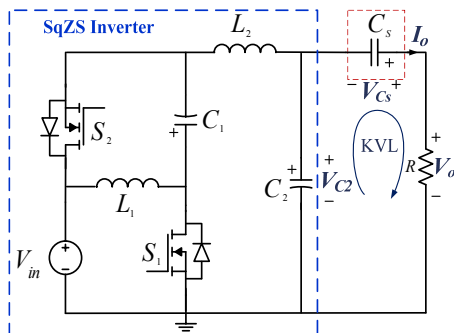 SqZS Inverter
L2
Cs
Io
− VCs +
S2
C1
KVL
R
+ Vo −
L1
C2
+ VC2 −
S1
Vin